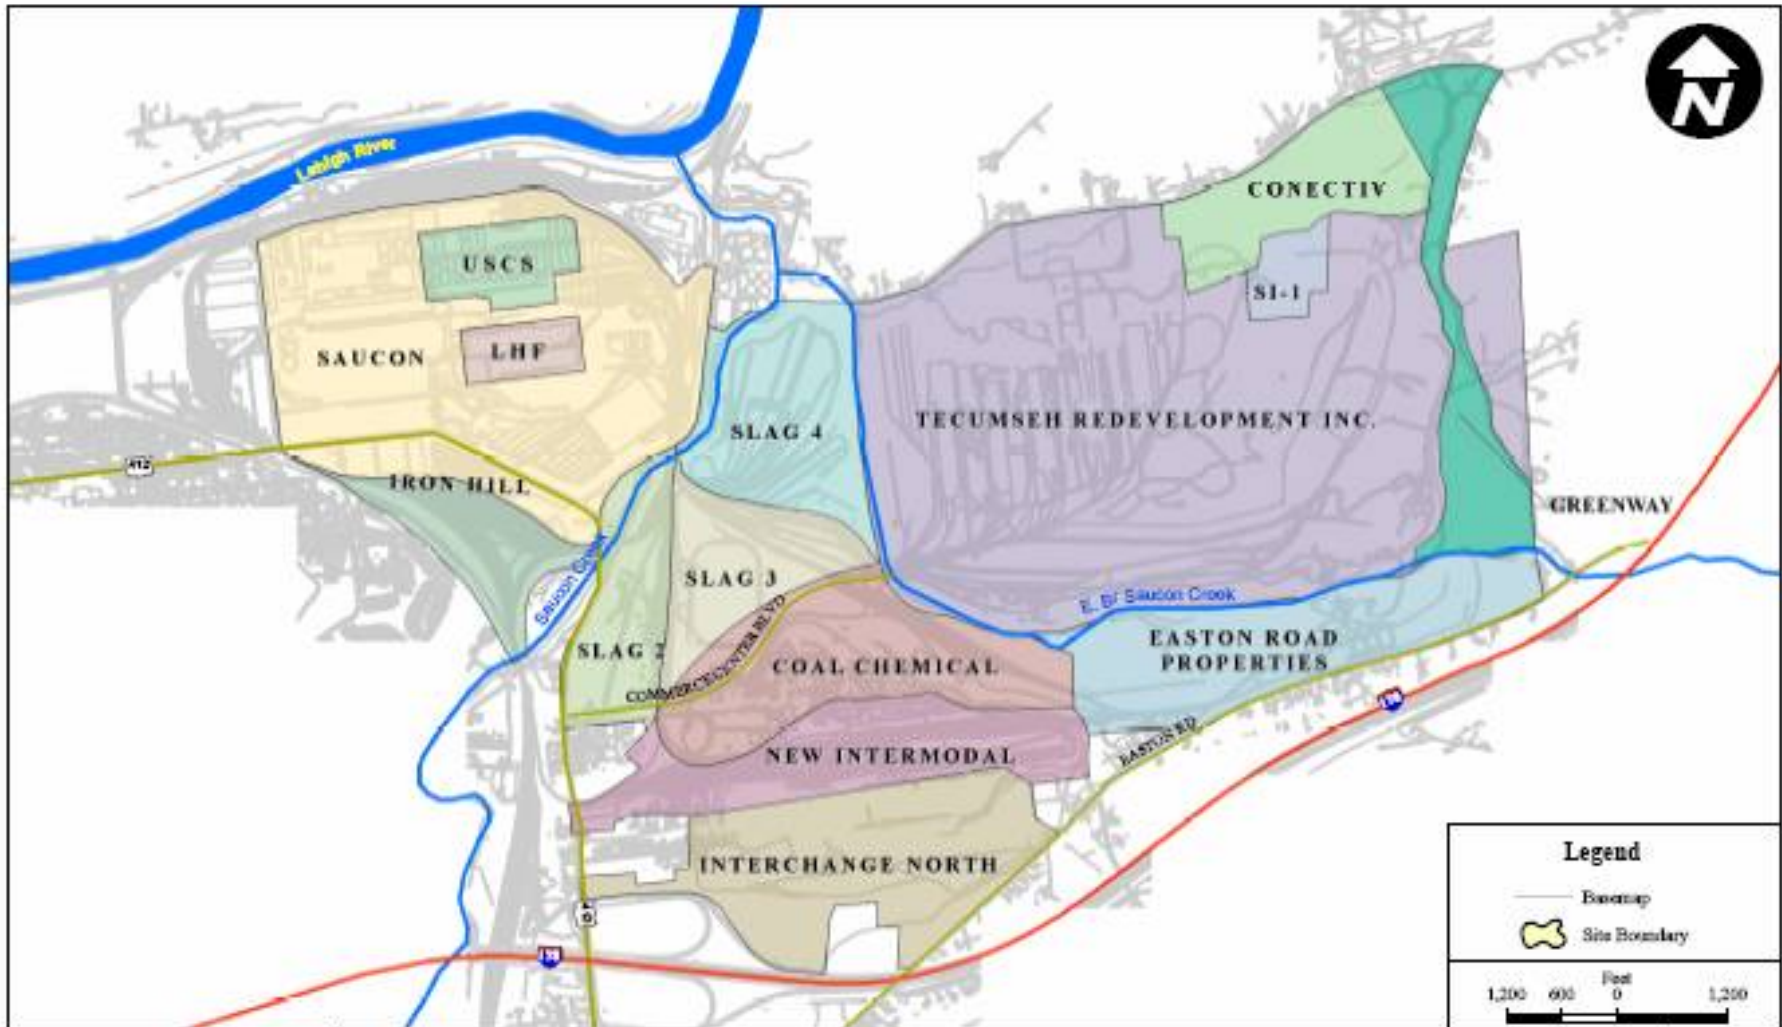 N
Lehigh River
CONECTIV
USCS
SI-1
LHF
SAUCON
TECUMSEH REDEVELOPMENT INC.
SLAG 4
412
IRON HILL
GREENWAY
Saucon Creek
SLAG 3
E. Br Saucon Creek
SLAG 2
COMMERCE CENTER BLVD
EASTON ROAD
PROPERTIES
COAL CHEMICAL
EASTON RD
NEW INTERMODAL
INTERCHANGE NORTH
Legend
Basemap
Site Boundary
Feet
1,200 600 0 1,200